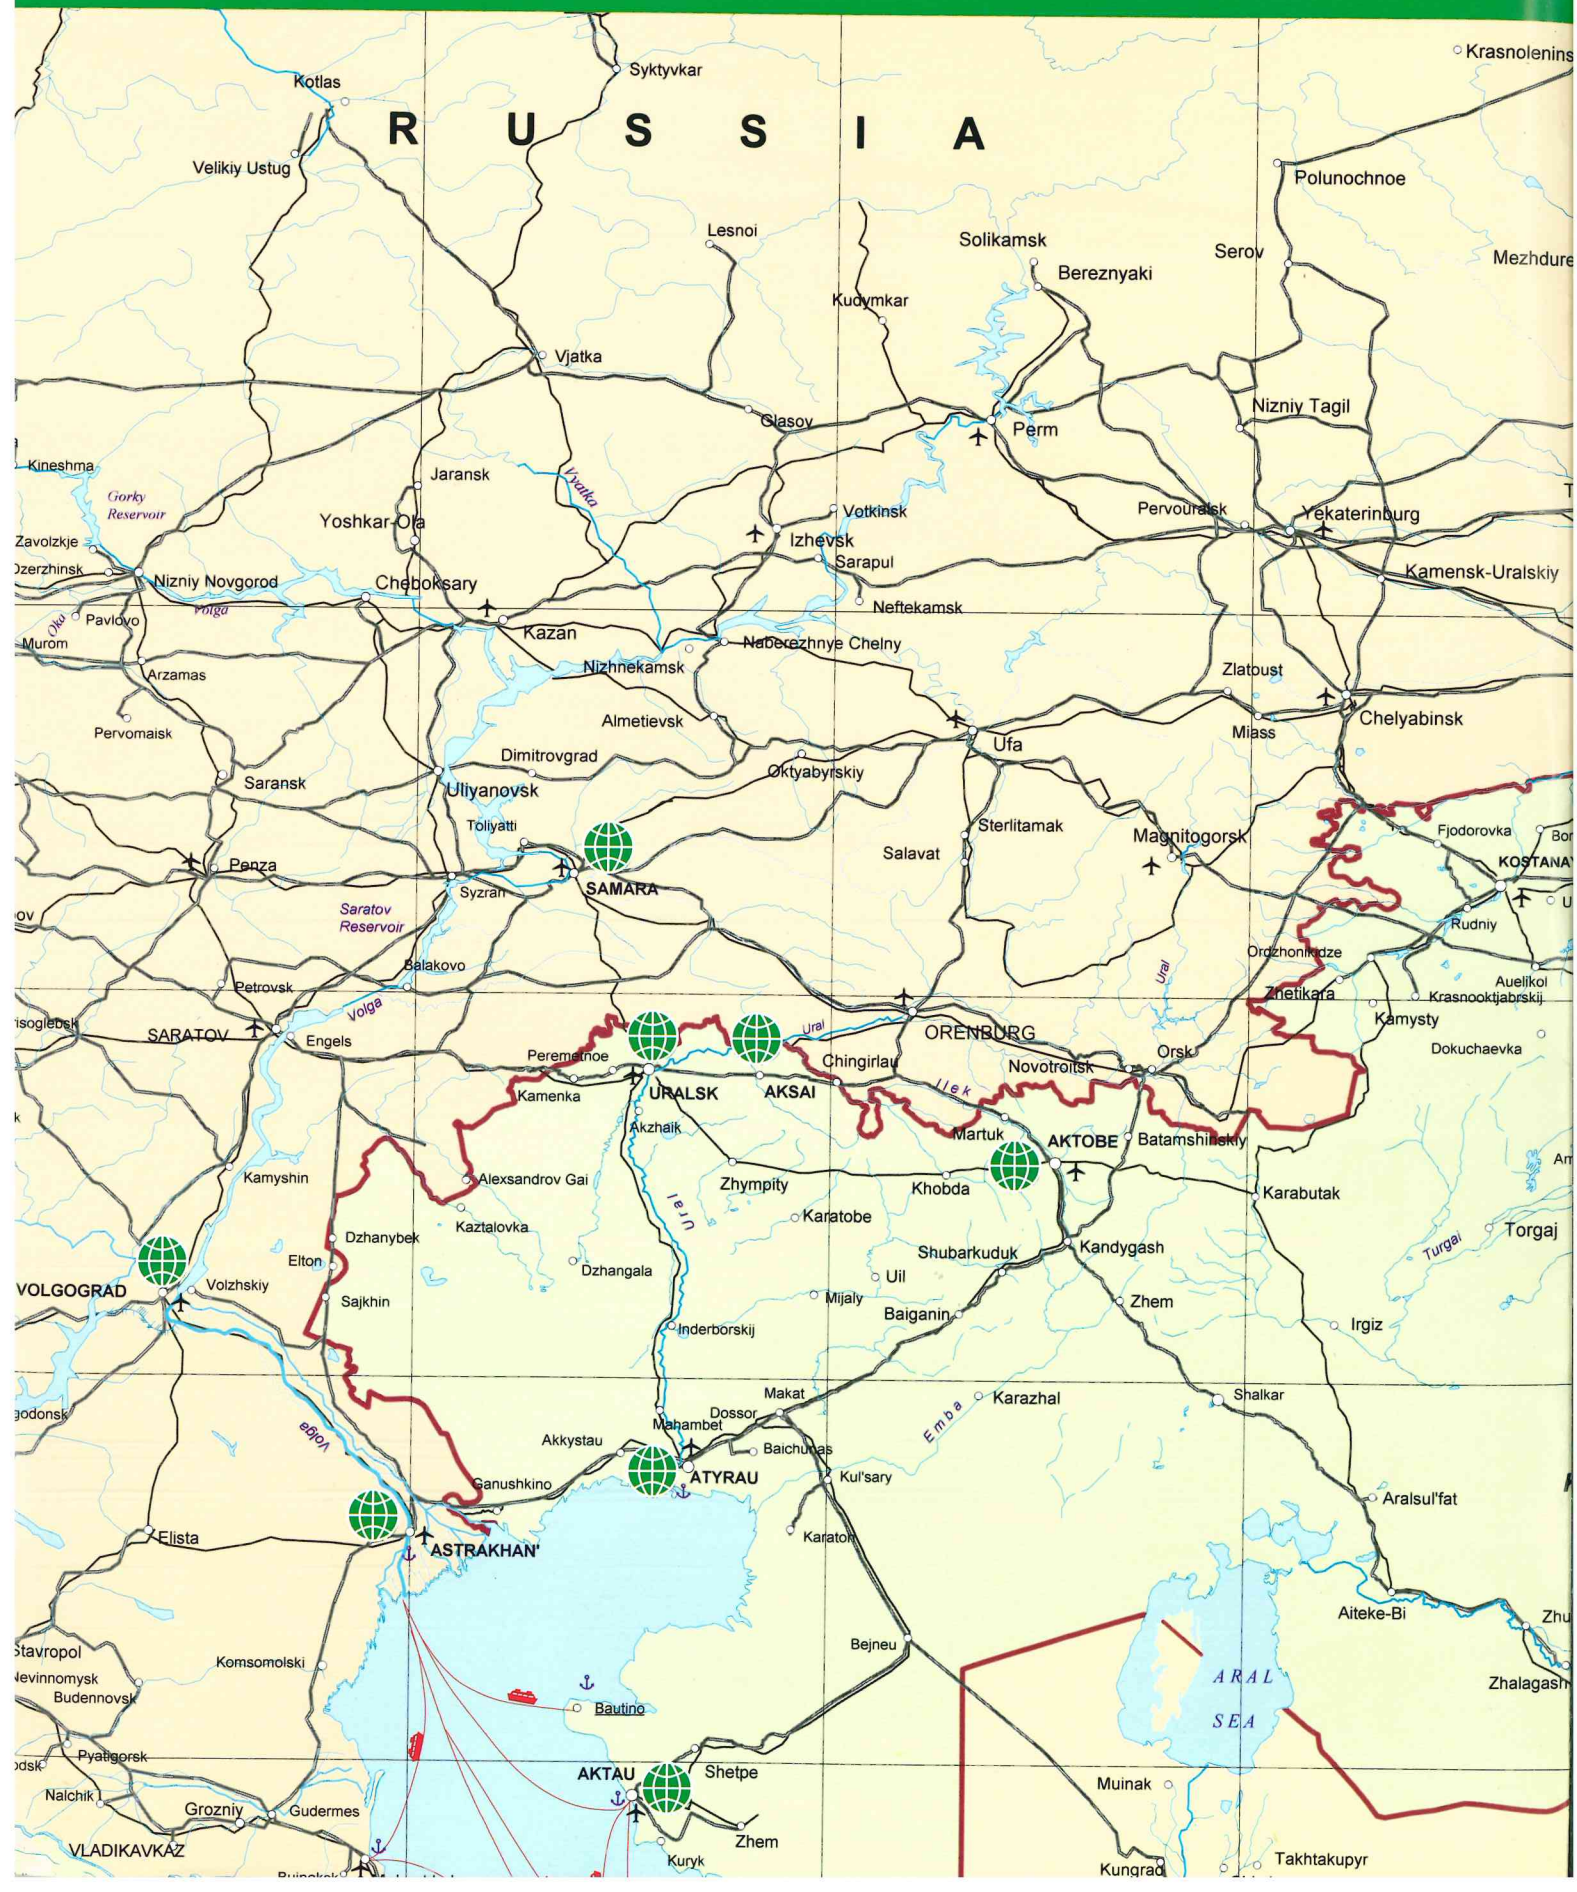 Krasnolenins
Kotlas
Syktyvkar
R U S S I A
Velikiy Ustug
Polunochnoe
Lesnoi
Solikamsk
Serov
Mezhdure
Bereznyaki
Kudymkar
Vjatka
Nizniy Tagil
Glasov
Perm
Kineshma
Jaransk
Vyatka
Gorky
Reservoir
Yoshkar-Ola
Votkinsk
Pervouralsk
Yekaterinburg
Zavolzkje
Izhevsk
Sarapul
Dzerzhinsk
Nizniy Novgorod
Cheboksary
Kamensk-Uralskiy
Volga
Neftekamsk
Oka
Pavlovo
Kazan
Murom
Naberezhnye Chelny
Nizhnekamsk
Zlatoust
Arzamas
Almetievsk
Chelyabinsk
Pervomaisk
Miass
Ufa
Dimitrovgrad
Oktyabyrskiy
Saransk
Uliyanovsk
Toliyatti
Sterlitamak
Magnitogorsk
Fjodorovka
Bor
Salavat
Penza
KOSTANAY
SAMARA
Syzran
Saratov
Reservoir
ov
U
Rudniy
Ordzhonikidze
Balakovo
Ural
Petrovsk
Auelikol
Zhetikara
Krasnooktjabrskij
Volga
Kamysty
risoglebsk
SARATOV
Engels
Ural
ORENBURG
Dokuchaevka
Peremetnoe
Chingirlau
Orsk
Novotroitsk
Kamenka
URALSK
AKSAI
Ilek
Akzhaik
Martuk
AKTOBE
Batamshinskiy
k
Am
Kamyshin
Alexsandrov Gai
Zhympity
Khobda
Karabutak
Ural
Kaztalovka
Karatobe
Torgaj
Dzhanybek
Turgai
Elton
Shubarkuduk
Kandygash
Dzhangala
Uil
VOLGOGRAD
Volzhskiy
Sajkhin
Mijaly
Zhem
Baiganin
Inderborskij
Irgiz
Makat
Karazhal
Shalkar
godonsk
Dossor
Mahambet
Emba
Volga
Akkystau
Baichunas
ATYRAU
Kul'sary
Ganushkino
Aralsul'fat
Elista
ASTRAKHAN'
Karaton
Aiteke-Bi
Zhu
Bejneu
Stavropol
Komsomolski
ARAL
SEA
Nevinnomysk
Zhalagash
Budennovsk
Bautino
Pyatigorsk
odsk
AKTAU
Shetpe
Muinak
Nalchik
Grozniy
Gudermes
Zhem
VLADIKAVKAZ
Kuryk
Takhtakupyr
Kungrad